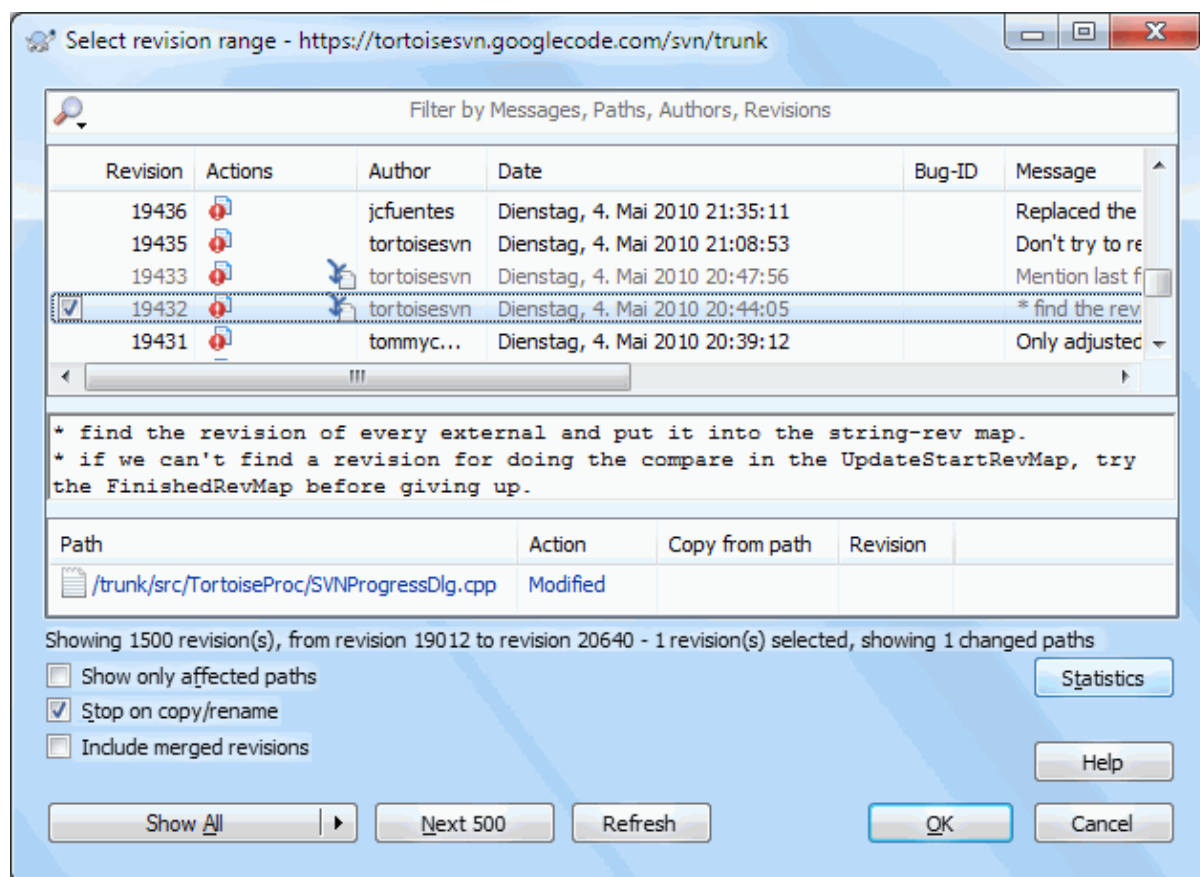 Select revision range - https://tortoisesvn.googlecode.com/svn/trunk
Filter by Messages, Paths, Authors, Revisions
Revision Actions Author Date Bug-ID Message
19436 jcfuentes Dienstag, 4. Mai 2010 21:35:11 Replaced the
19435 tortoisesvn Dienstag, 4. Mai 2010 21:08:53 Don't try to re
19433 tortoisesvn Dienstag, 4. Mai 2010 20:47:56 Mention last f
19432 tortoisesvn Dienstag, 4. Mai 2010 20:44:05 * find the rev
19431 tommyc... Dienstag, 4. Mai 2010 20:39:12 Only adjusted
* find the revision of every external and put it into the string-rev map.
* if we can't find a revision for doing the compare in the UpdateStartRevMap, try
the FinishedRevMap before giving up.
Path Action Copy from path Revision
/trunk/src/TortoiseProc/SVNProgressDlg.cpp Modified
Showing 1500 revision(s), from revision 19012 to revision 20640 - 1 revision(s) selected, showing 1 changed paths
Show only affected paths
Statistics
Stop on copy/rename
Include merged revisions
Help
Show All Next 500 Refresh OK Cancel